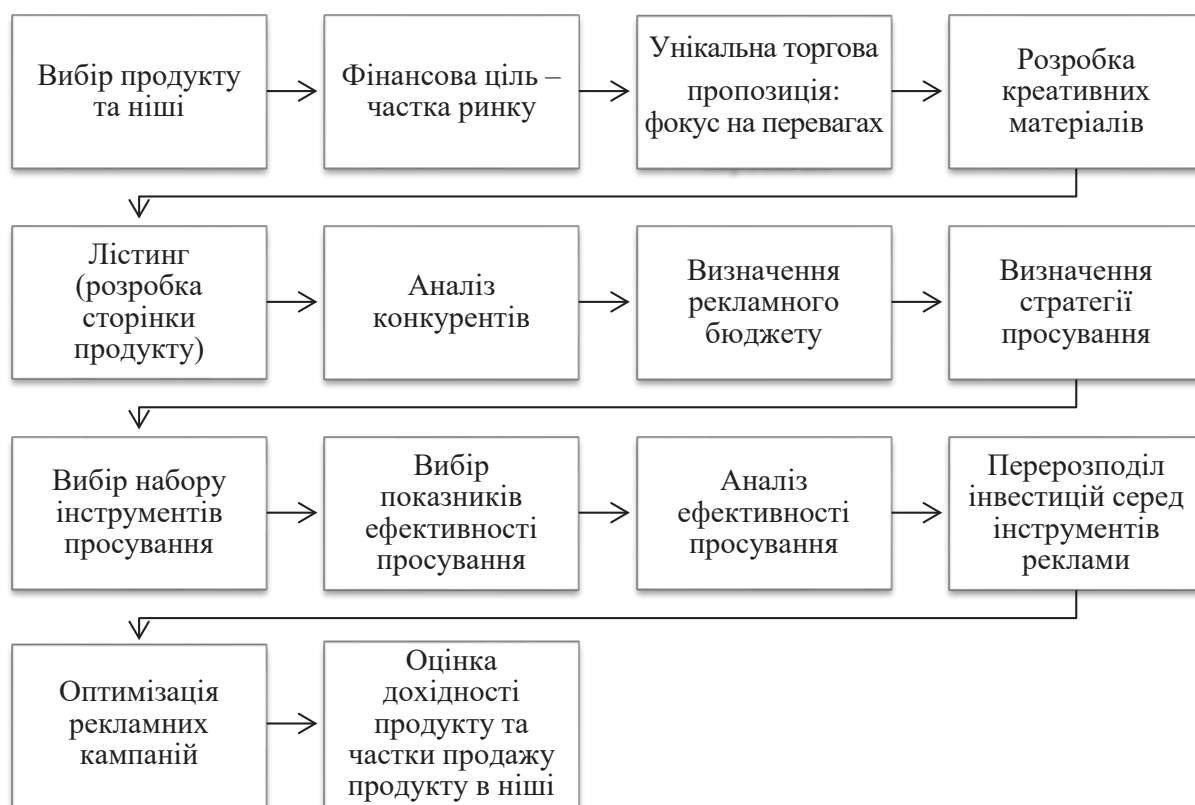 Вибір продукту
та ніші
Фінансова ціль –
частка ринку
Унікальна торгова
пропозиція:
фокус на перевагах
Розробка
креативних
матеріалів
Лістинг
(розробка
сторінки
продукту)
Аналіз
конкурентів
Визначення
рекламного
бюджету
Визначення
стратегії
просування
Вибір набору
інструментів
просування
Вибір
показників
ефективності
просування
Аналіз
ефективності
просування
Перерозподіл
інвестицій серед
інструментів
реклами
Оптимізація
рекламних
кампаній
Оцінка
дохідності
продукту та
частки продажу
продукту в ніші